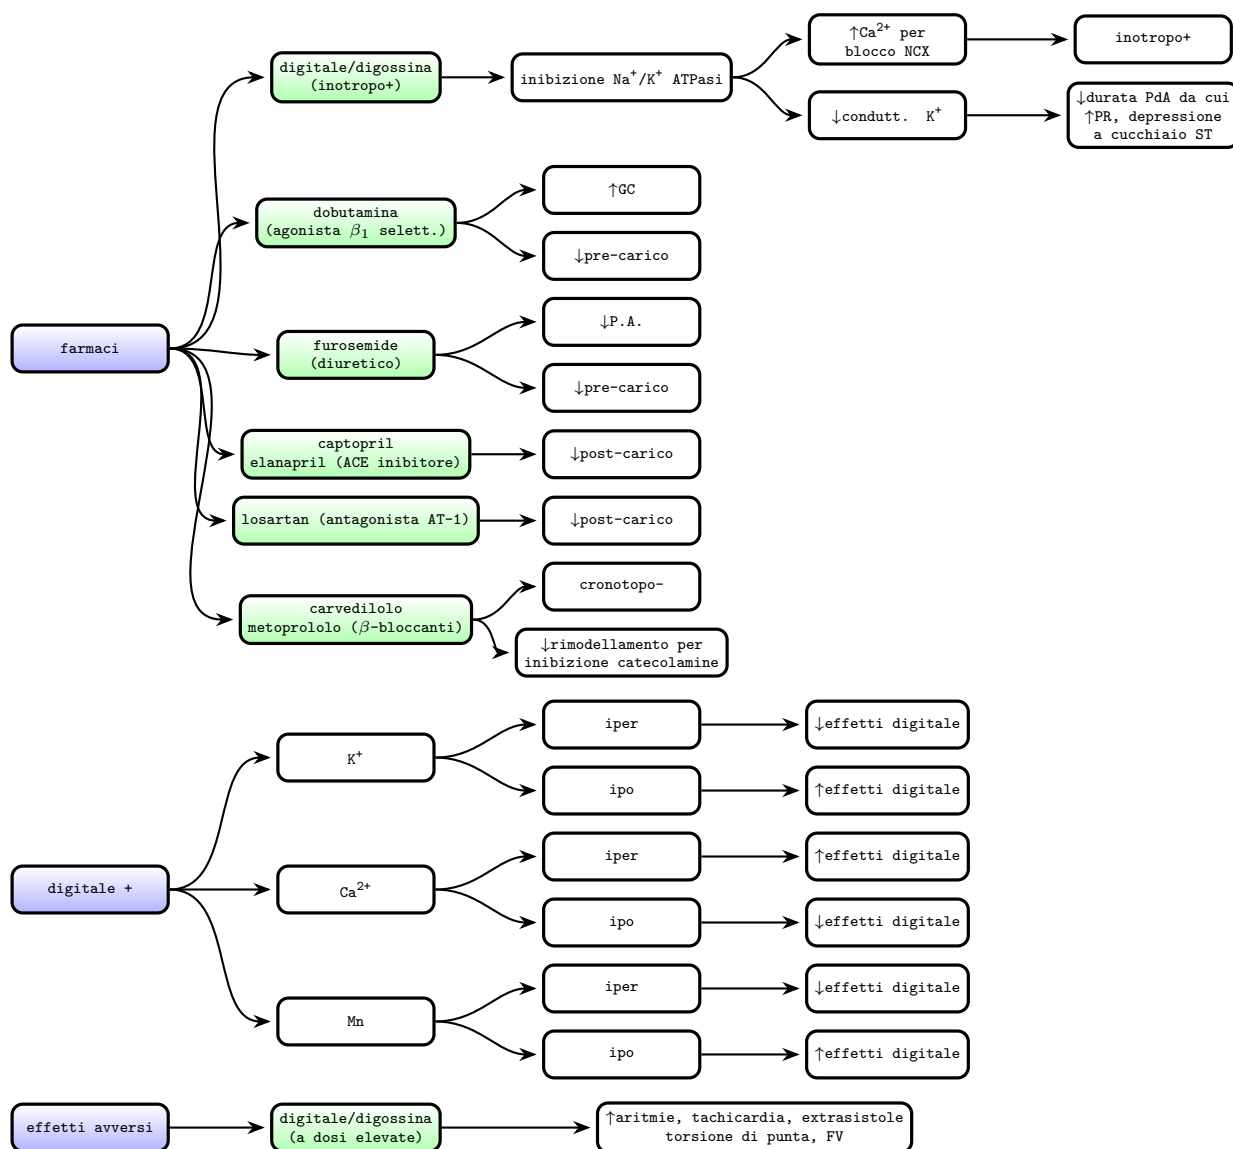 farmaci
digitale/digossina
(inotropo+)
inibizione Na⁺/K⁺ ATPasi
↑Ca²⁺ per
blocco NCX
inotropo+
↓condutt. K⁺
↓durata PdA da cui
↑PR, depressione
a cucchiaio ST
dobutamina
(agonista β₁ selett.)
↑GC
↓pre-carico
furosemide
(diuretico)
↓P.A.
↓pre-carico
captopril
elanapril (ACE inibitore)
↓post-carico
losartan (antagonista AT-1)
↓post-carico
carvedilolo
metoprololo (β-bloccanti)
cronotopo-
↓rimodellamento per
inibizione catecolamine
digitale +
K⁺
iper
↓effetti digitale
ipo
↑effetti digitale
Ca²⁺
iper
↑effetti digitale
ipo
↓effetti digitale
Mn
iper
↓effetti digitale
ipo
↑effetti digitale
effetti avversi
digitale/digossina
(a dosi elevate)
↑aritmie, tachicardia, extrasistole
torsione di punta, FV